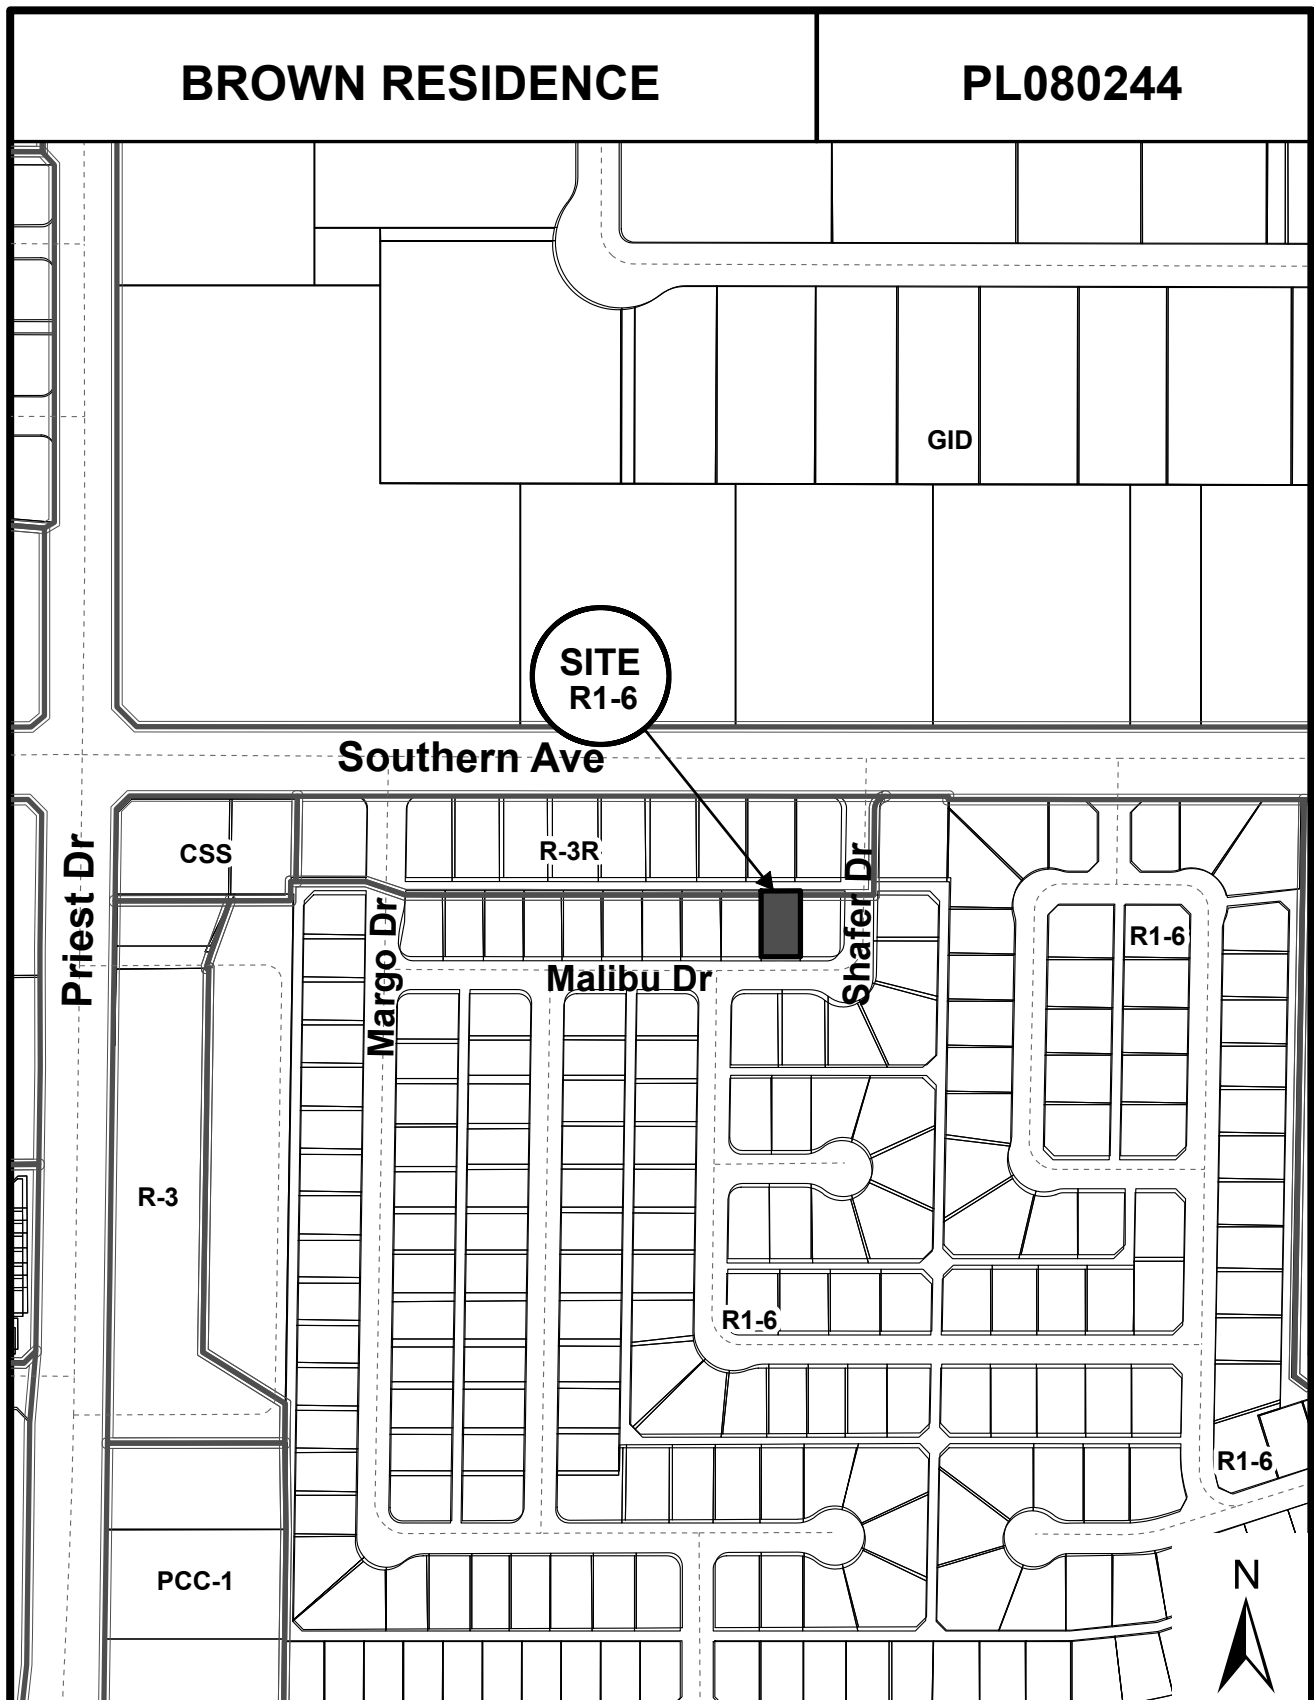 BROWN RESIDENCE
PL080244
GID
SITE
R1-6
Southern Ave
CSS
R-3R
Priest Dr
Margo Dr
Shafer Dr
R1-6
Malibu Dr
R-3
R1-6
R1-6
PCC-1
N